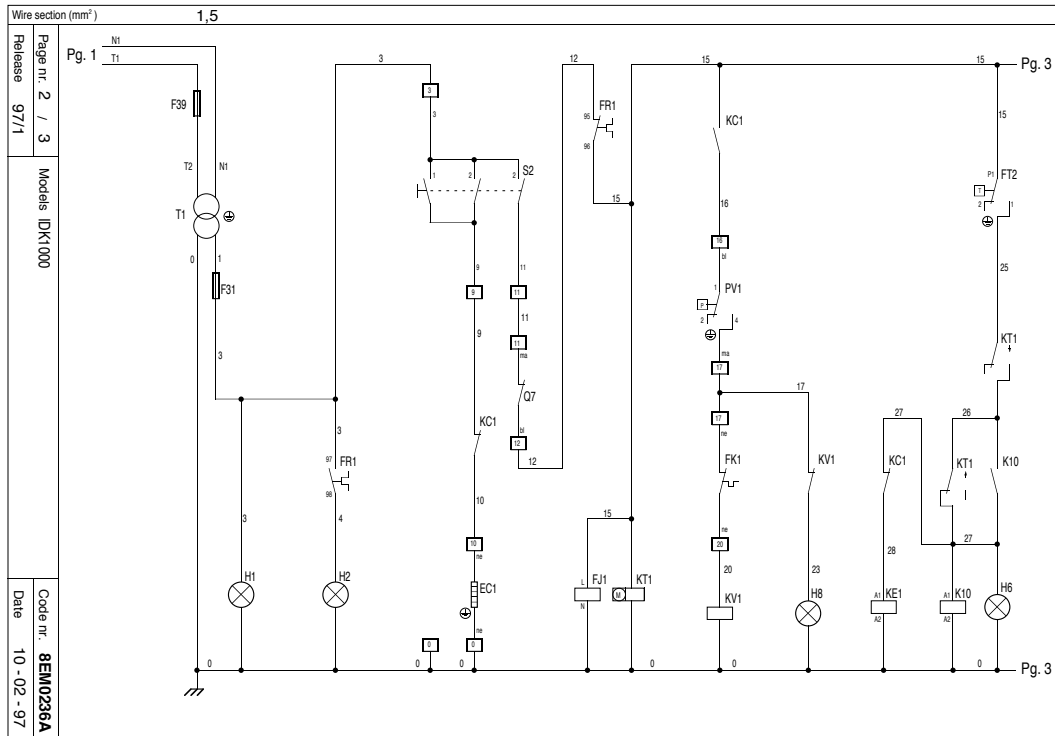 Wire section (mm²) 1,5
Release 97/1
Page nr. 2 / 3
Models IDK1000
Date 10 - 02 - 97
Code nr. 8EM0236A
Pg. 1
N1
T1
3
12
15
15
Pg. 3
F39
3
3
FR1
95
96
KC1
15
T2
N1
1
2
2
S2
P1
FT2
T
2
1
T1
15
16
0
1
F31
9
11
16
bl
25
9
11
1
PV1
P
2
4
11
3
9
11
ma
ma
17
KT1
Q7
17
3
KC1
bl
17
ne
27
26
97
FR1
98
12
12
FK1
KV1
KC1
KT1
K10
3
4
10
15
ne
27
10
ne
20
28
H1
H2
EC1
L
FJ1
N
M
KT1
20
23
KV1
H8
A1
KE1
A2
A1
K10
A2
H6
ne
0
0
0
0
0
0
0
0
Pg. 3